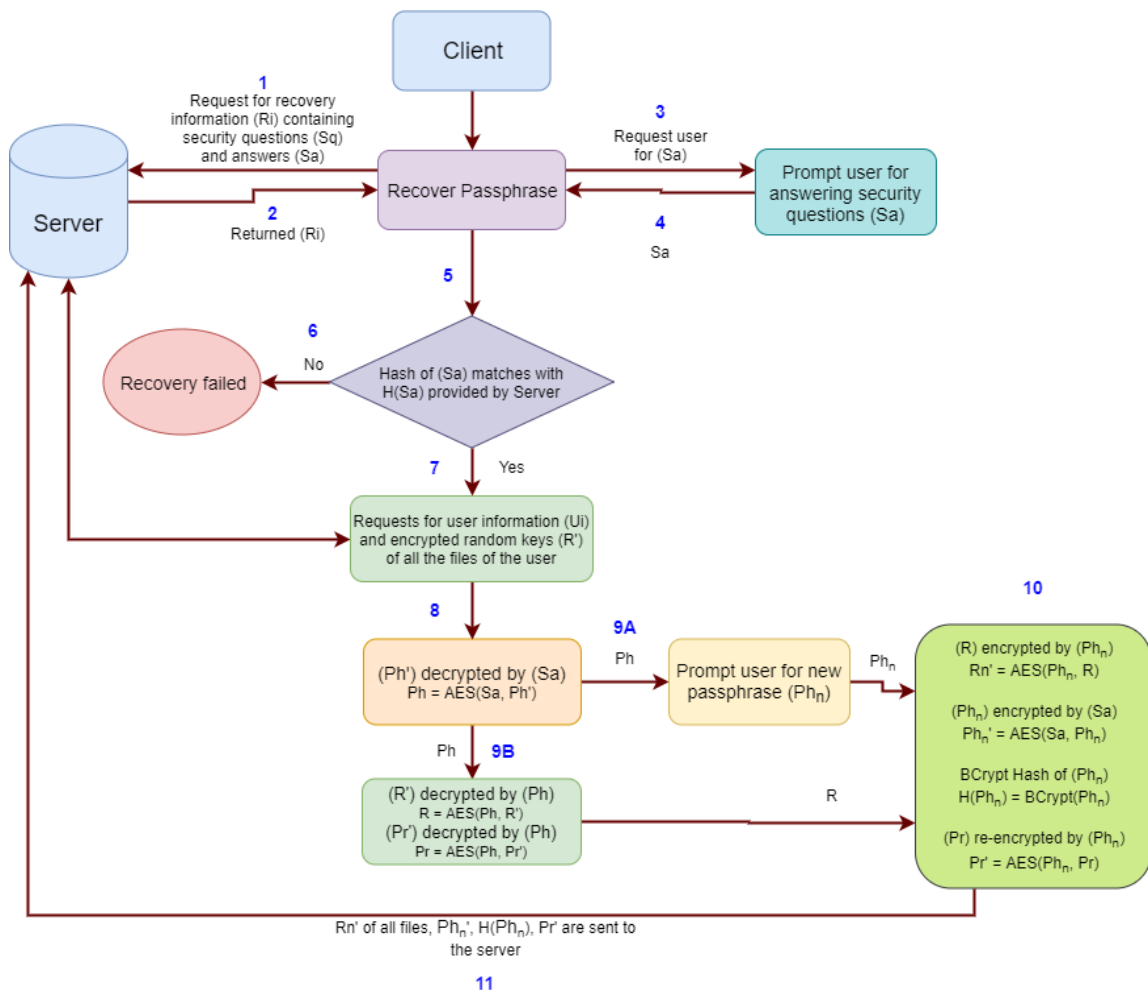 Client
1
Request for recovery
information (Ri) containing
security questions (Sq)
and answers (Sa)
3
Request user
for (Sa)
Server
Recover Passphrase
Prompt user for
answering security
questions (Sa)
2
Returned (Ri)
4
Sa
5
6
No
Recovery failed
Hash of (Sa) matches with
H(Sa) provided by Server
7
Yes
Requests for user information (Ui)
and encrypted random keys (R')
of all the files of the user
8
9A
10
(Ph') decrypted by (Sa)
Ph = AES(Sa, Ph')
Ph
Prompt user for new
passphrase (Phn)
Phn
(R) encrypted by (Phn)
Rn' = AES(Phn, R)
(Phn) encrypted by (Sa)
Phn' = AES(Sa, Phn)
BCrypt Hash of (Phn)
H(Phn) = BCrypt(Phn)
(Pr) re-encrypted by (Phn)
Pr' = AES(Phn, Pr)
Ph
9B
(R') decrypted by (Ph)
R = AES(Ph, R')
(Pr') decrypted by (Ph)
Pr = AES(Ph, Pr')
R
Rn' of all files, Phn', H(Phn), Pr' are sent to
the server
11